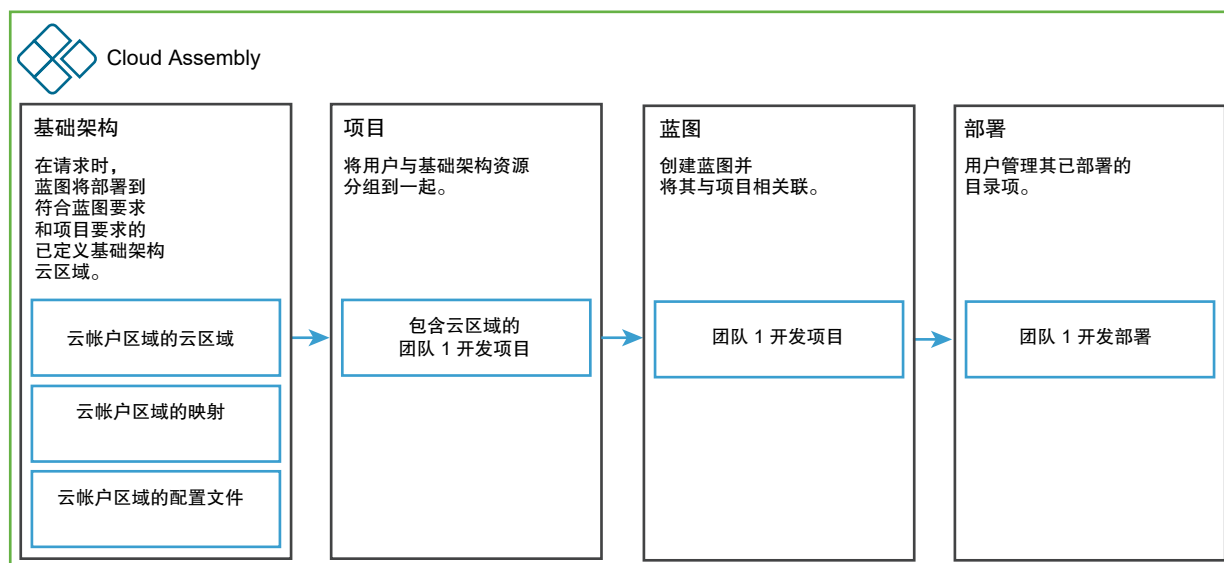 Cloud Assembly
基础架构
在请求时，
蓝图将部署到
符合蓝图要求
和项目要求的
已定义基础架构
云区域。
云帐户区域的云区域
云帐户区域的映射
云帐户区域的配置文件
项目
将用户与基础架构资源
分组到一起。
包含云区域的
团队 1 开发项目
蓝图
创建蓝图并
将其与项目相关联。
团队 1 开发项目
部署
用户管理其已部署的
目录项。
团队 1 开发部署